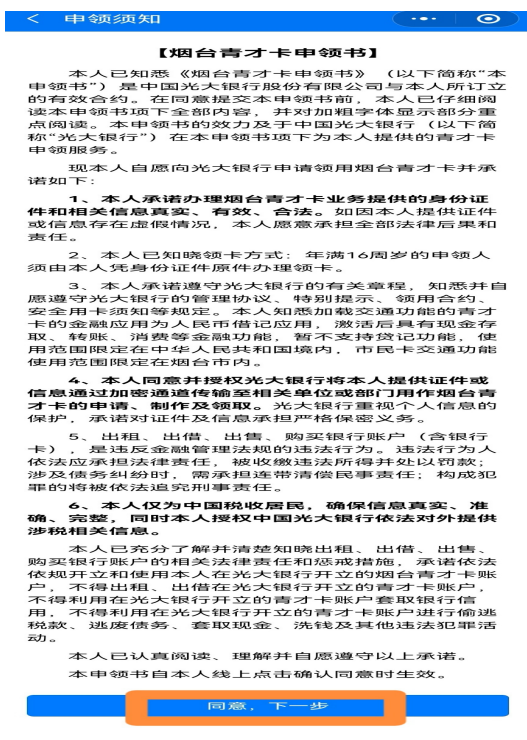 申领须知
【烟台青才卡申领书】
本人已知悉《烟台青才卡申领书》（以下简称“本
申领书”）是中国光大银行股份有限公司与本人所订立
的有效合约。在同意提交本申领书前，本人已仔细阅
读本申领书项下全部内容，并对加粗字体显示部分重
点阅读。本申领书的效力及于中国光大银行（以下简
称“光大银行”）在本申领书项下为本人提供的青才卡
申领服务。
现本人自愿向光大银行申请领用烟台青才卡并承
诺如下：
1、本人承诺办理烟台青才卡业务提供的身份证
件和相关信息真实、有效、合法。如因本人提供证件
或信息存在虚假情况，本人愿意承担全部法律后果和
责任。
2、本人已知晓领卡方式：年满16周岁的申领人
须由本人凭身份证件原件办理领卡。
3、本人承诺遵守光大银行的有关章程，知悉并自
愿遵守光大银行的管理协议、特别提示、领用合约、
安全用卡须知等规定。本人知悉加载交通功能的青才
卡的金融应用为人民币借记应用，激活后具有现金存
取、转账、消费等金融功能，暂不支持贷记功能，使
用范围限定在中华人民共和国境内，市民卡交通功能
使用范围限定在烟台市内。
4、本人同意并授权光大银行将本人提供证件或
信息通过加密通道传输至相关单位或部门用作烟台青
才卡的申请、制作及领取。光大银行重视个人信息的
保护，承诺对证件及信息承担严格保密义务。
5、出租、出借、出售、购买银行账户（含银行
卡），是违反金融管理法规的违法行为。违法行为人
依法应承担法律责任，被收缴违法所得并处以罚款；
涉及债务纠纷时，需承担连带清偿民事责任；构成犯
罪的将被依法追究刑事责任。
6、本人仅为中国税收居民，确保信息真实、准
确、完整，同时本人授权中国光大银行依法对外提供
涉税相关信息。
本人已充分了解并清楚知晓出租、出借、出售、
购买银行账户的相关法律责任和惩戒措施，承诺依法
依规开立和使用本人在光大银行开立的烟台青才卡账
户，不得出租、出借在光大银行开立的青才卡账户，
不得利用在光大银行开立的青才卡账户套取银行信
用，不得利用在光大银行开立的青才卡账户进行偷逃
税款、逃废债务、套取现金、洗钱及其他违法犯罪活
动。
本人已认真阅读、理解并自愿遵守以上承诺。
本申领书自本人线上点击确认同意时生效。
同意，下一步